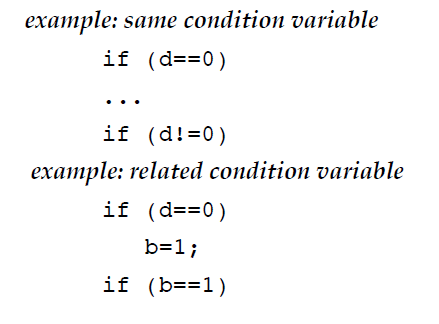 example: same condition variable
if (d==0)
...
if (d!=0)
example: related condition variable
if (d==0)
b=1;
if (b==1)